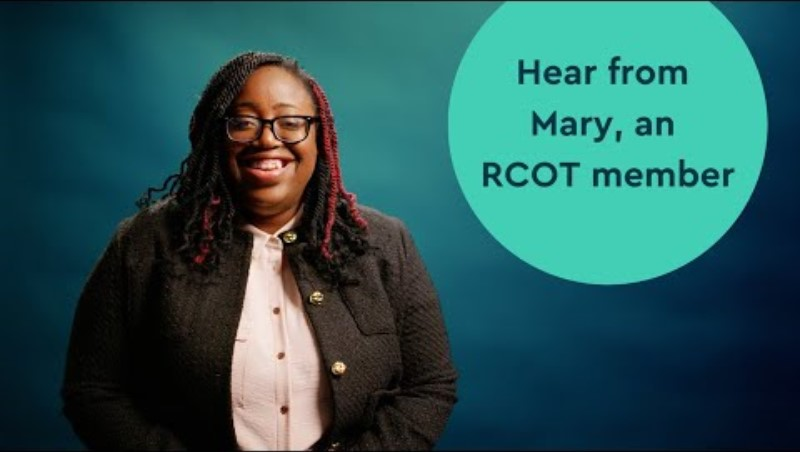 Hear from
Mary, an
RCOT member